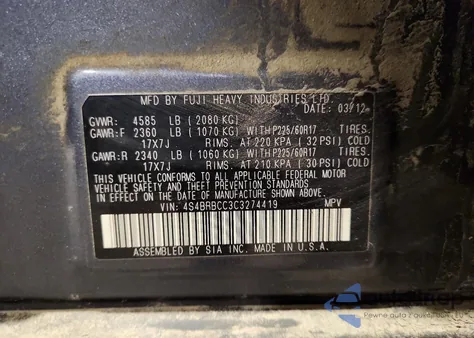 MFD BY FUJI HEAVY INDUSTRIES LTD.
DATE: 03/12
GVWR: 4585 LB ( 2080 KG)
GAWR:F 2360 LB ( 1070 KG) WITH P225/60R17 TIRES.
17X7J RIMS. AT 220 KPA ( 32 PSI) COLD
GAWR:R 2340 LB ( 1060 KG) WITH P225/60R17 TIRES.
17X7J RIMS. AT 210 KPA ( 30 PSI) COLD
THIS VEHICLE CONFORMS TO ALL APPLICABLE FEDERAL MOTOR
VEHICLE SAFETY, BUMPER, AND THEFT PREVENTION STANDARDS
IN EFFECT ON THE DATE OF MANUFACTURE SHOWN ABOVE.
VIN: 4S4BRBCC3C3274419 MPV
ASSEMBLED BY SIA INC. MADE IN U.S.A.